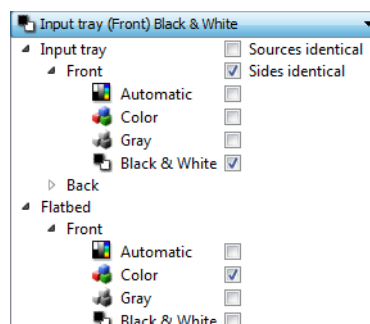 Input tray (Front) Black & White
Input tray Sources identical
Front Sides identical
Automatic
Color
Gray
Black & White
Back
Flatbed
Front
Automatic
Color
Gray
Black & White